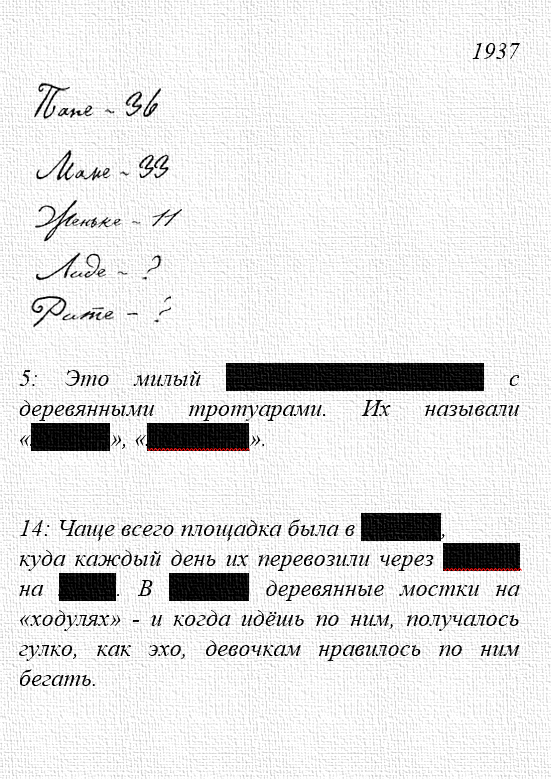 1937
Папе ~ 36
Маме ~ 33
Женьке - 11
Лиде ~ ?
Рите - ?
5: Это милый с
деревянными тротуарами. Их называли
« », « ».
14: Чаще всего площадка была в ,
куда каждый день их перевозили через
на . В деревянные мостки на
«ходулях» - и когда идёшь по ним, получалось
гулко, как эхо, девочкам нравилось по ним
бегать.